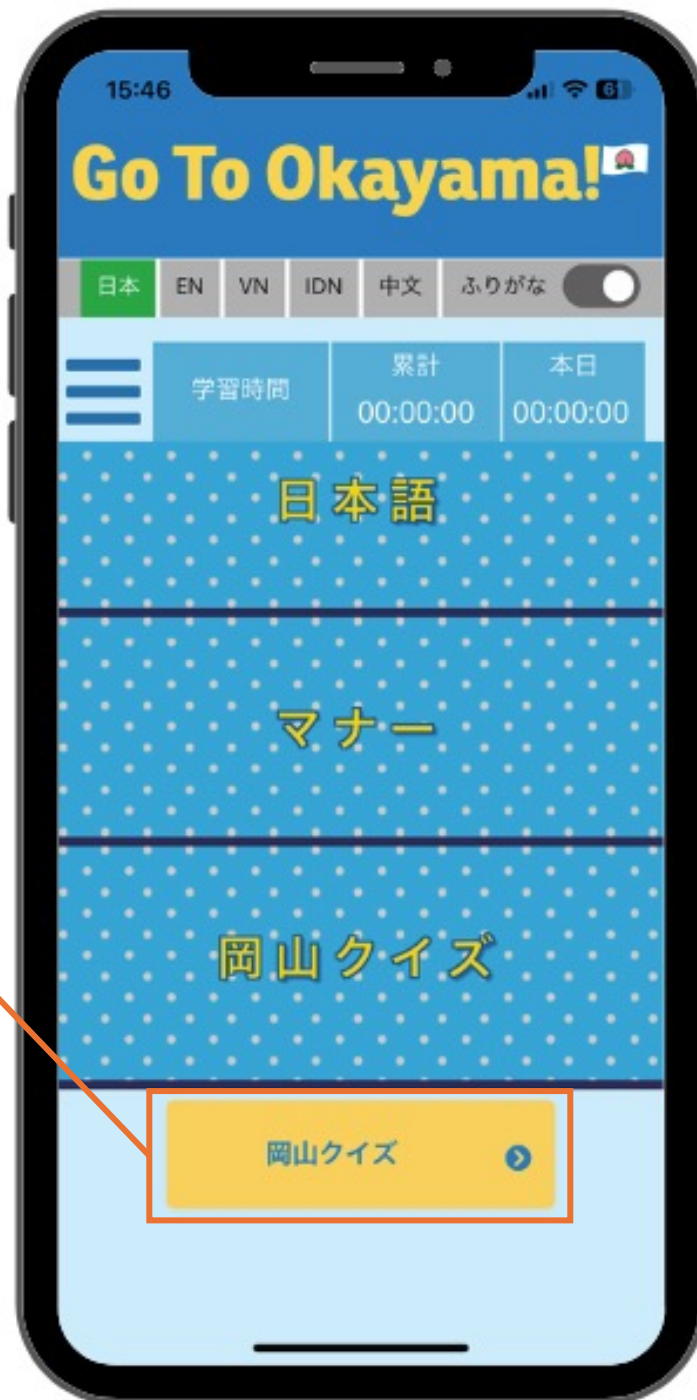 15:46
Go To Okayama!
日本 EN VN IDN 中文 ふりがな
学習時間 累計 本日
00:00:00 00:00:00
日本語
マナー
岡山クイズ
岡山クイズ